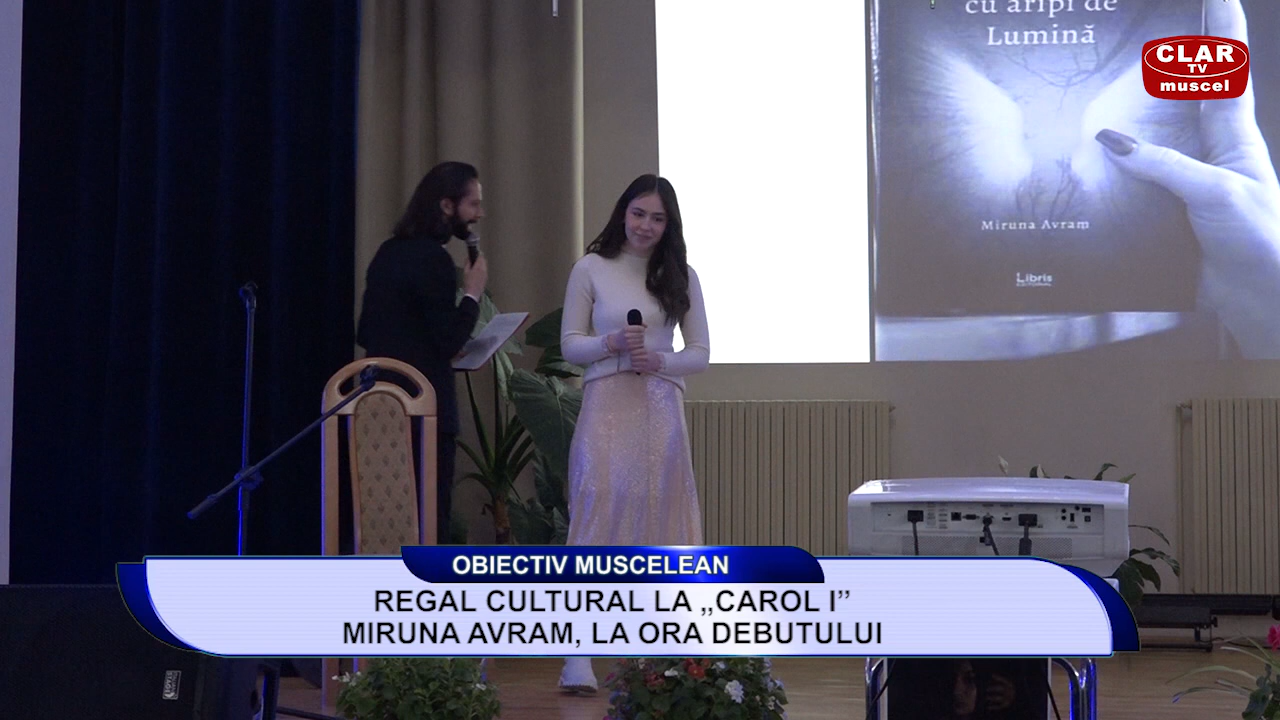 cu aripi de
Lumină
CLAR
TV
muscel
Miruna Avram
Libris
EDITORIAL
OBIECTIV MUSCELEAN
REGAL CULTURAL LA „CAROL I”
MIRUNA AVRAM, LA ORA DEBUTULUI